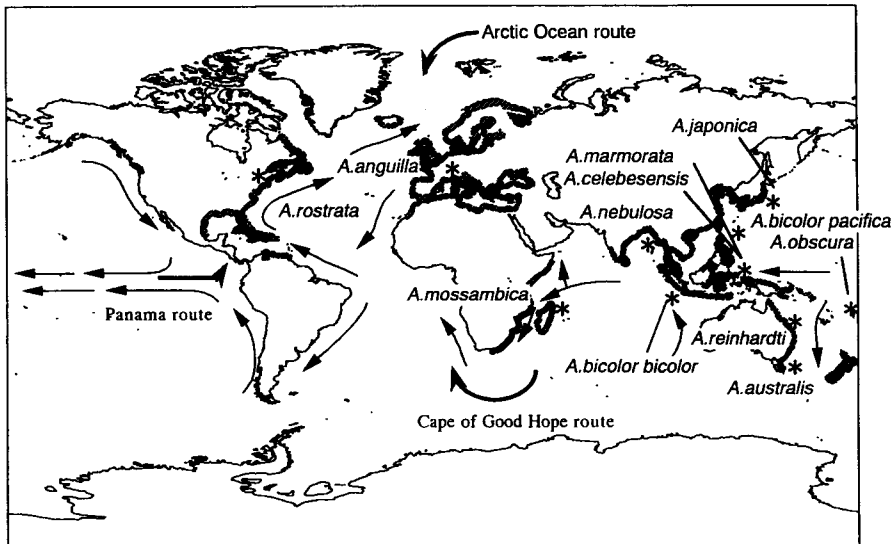 Arctic Ocean route
A.japonica
A.marmorata
A.anguilla
A.celebesensis
A.rostrata
A.nebulosa
A.bicolor pacifica
A.obscura
A.mossambica
Panama route
A.reinhardti
A.bicolor bicolor
A.australis
Cape of Good Hope route